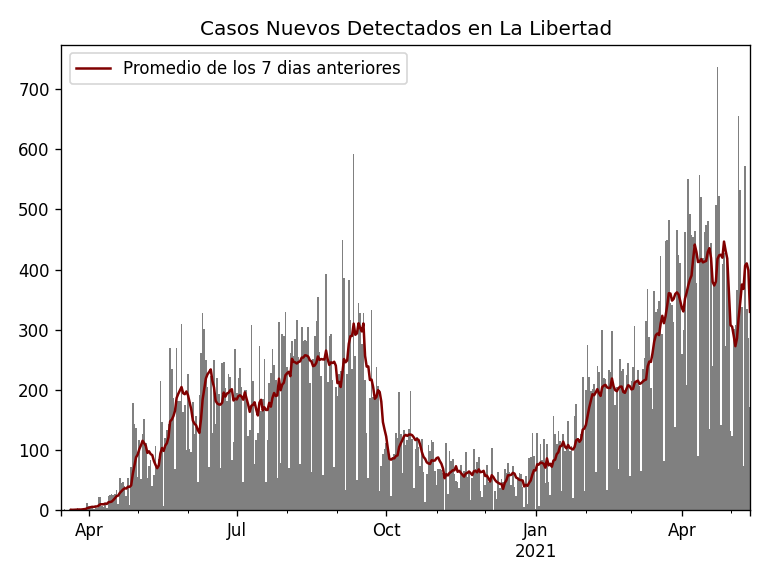 Casos Nuevos Detectados en La Libertad
Promedio de los 7 dias anteriores
700
600
500
400
300
200
100
0
Apr
Jul
Oct
Jan
2021
Apr